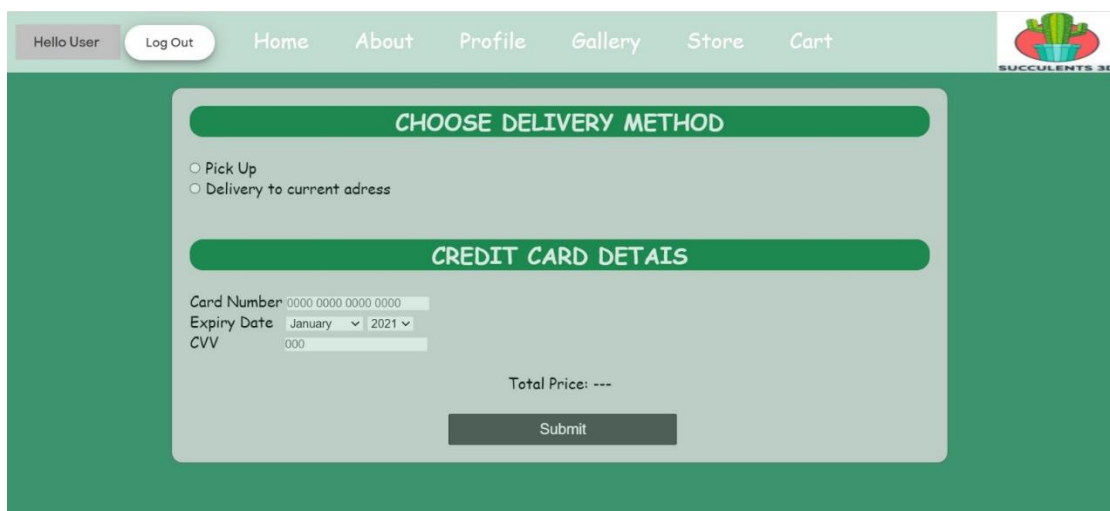 Hello User Log Out Home About Profile Gallery Store Cart
SUCCULENTS 3D
CHOOSE DELIVERY METHOD
Pick Up
Delivery to current adress
CREDIT CARD DETAIS
Card Number 0000 0000 0000 0000
Expiry Date January 2021
CVV 000
Total Price: ---
Submit